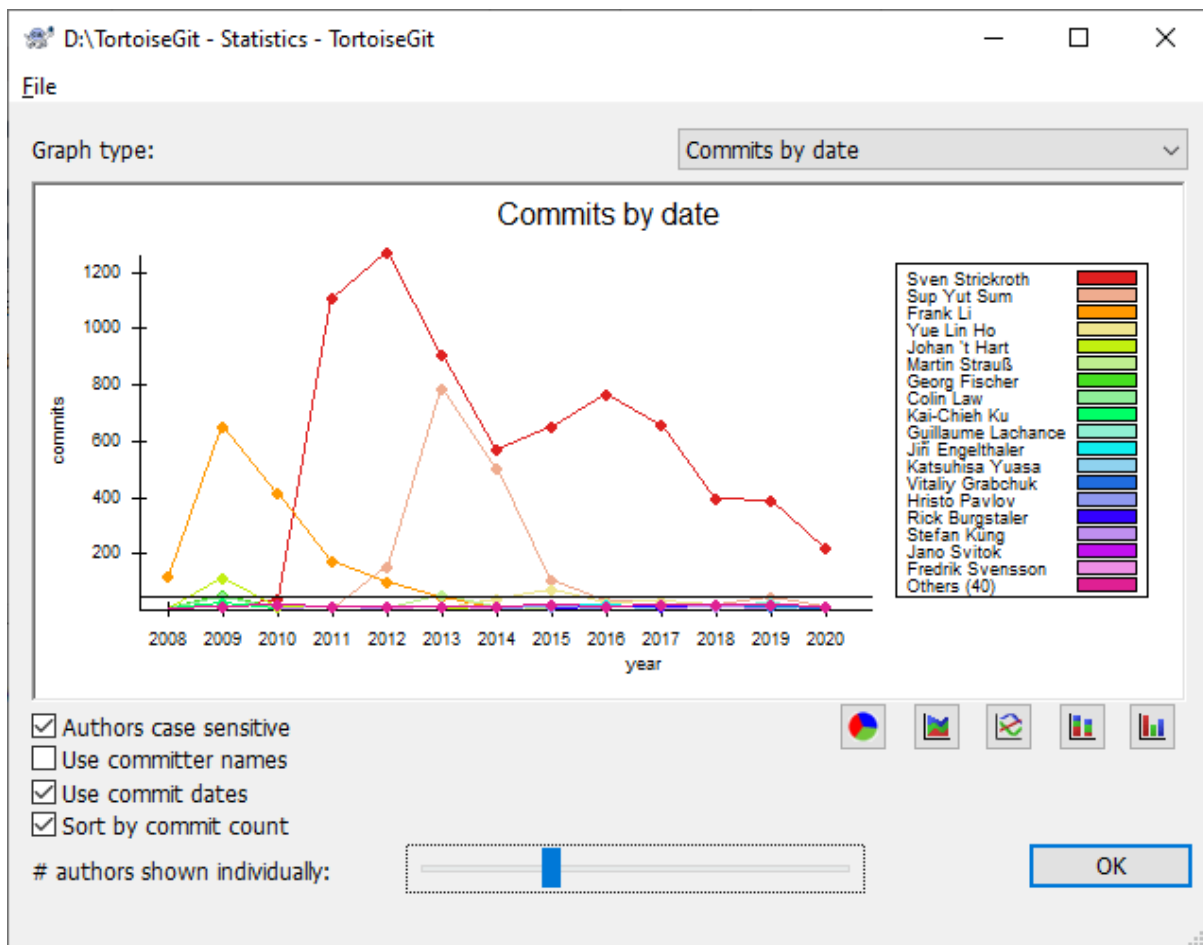 D:\TortoiseGit - Statistics - TortoiseGit
File
Graph type:
Commits by date
Commits by date
1200
1000
800
600
400
200
commits
2008 2009 2010 2011 2012 2013 2014 2015 2016 2017 2018 2019 2020
year
Sven Strickroth
Sup Yut Sum
Frank Li
Yue Lin Ho
Johan 't Hart
Martin Strauß
Georg Fischer
Colin Law
Kai-Chieh Ku
Guillaume Lachance
Jiří Engelthaler
Katsuhisa Yuasa
Vitaliy Grabchuk
Hristo Pavlov
Rick Burgstaler
Stefan Küng
Jano Svitok
Fredrik Svensson
Others (40)
Authors case sensitive
Use committer names
Use commit dates
Sort by commit count
# authors shown individually:
OK